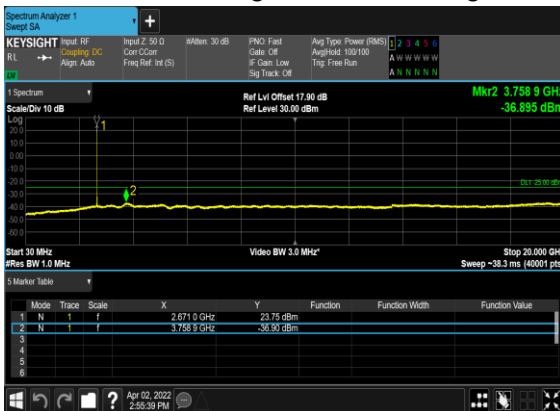 Spectrum Analyzer 1
Swept SA
KEYSIGHT Input: RF Input Z: 50 Ω #Atten: 30 dB PNO: Fast Avg Type: Power (RMS) 1 2 3 4 5 6
RL Coupling: DC Corr CCorr Gate: Off Avg|Hold: 100/100 A W W W W W
Align: Auto Freq Ref: Int (S) IF Gain: Low Trig: Free Run
LV Sig Track: Off A N N N N N
1 Spectrum Ref Lvl Offset 17.90 dB Mkr2 3.758 9 GHz
Scale/Div 10 dB Ref Level 30.00 dBm -36.895 dBm
Log
20.0 1
10.0
0.00
-10.0
-20.0 DL1 -25.00 dBm
-30.0 2
-40.0
-50.0
-60.0
Start 30 MHz Video BW 3.0 MHz* Stop 20.000 GHz
#Res BW 1.0 MHz Sweep ~38.3 ms (40001 pts)
5 Marker Table
Mode Trace Scale X Y Function Function Width Function Value
1 N 1 f 2.671 0 GHz 23.75 dBm
2 N 1 f 3.758 9 GHz -36.90 dBm
3
4
5
6
? Apr 02, 2022
2:55:39 PM